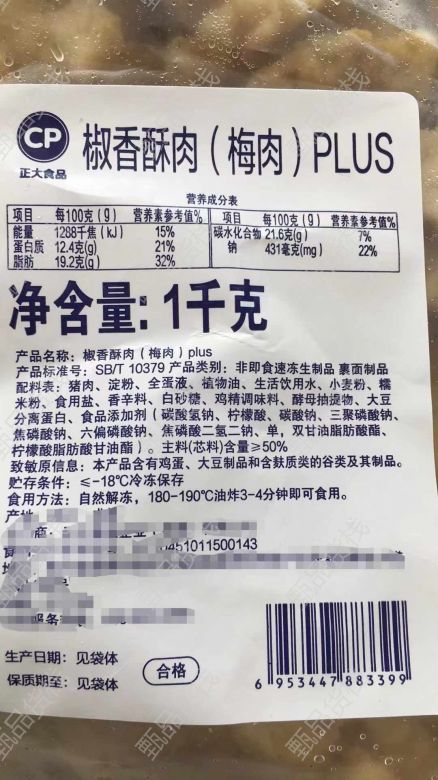 CP
正大食品
椒香酥肉（梅肉）PLUS
营养成分表
项目 每100克（g） 营养素参考值% 项目 每100克（g） 营养素参考值%
能量 1288千焦（kJ） 15% 碳水化合物 21.6克(g) 7%
蛋白质 12.4克(g) 21% 钠 431毫克(mg) 22%
脂肪 19.2克(g) 32%
净含量：1千克
产品名称：椒香酥肉（梅肉）plus
产品标准号：SB/T 10379 产品类别：非即食速冻生制品 裹面制品
配料表：猪肉、淀粉、全蛋液、植物油、生活饮用水、小麦粉、糯
米粉、食用盐、香辛料、白砂糖、鸡精调味料、酵母抽提物、大豆
分离蛋白、食品添加剂（碳酸氢钠、柠檬酸、碳酸钠、三聚磷酸钠、
焦磷酸钠、六偏磷酸钠、焦磷酸二氢二钠、单，双甘油脂肪酸酯、
柠檬酸脂肪酸甘油酯）。主料(芯料)含量≥50%
致敏原信息：本产品含有鸡蛋、大豆制品和含麸质类的谷类及其制品。
贮存条件：≤-18℃冷冻保存
食用方法：自然解冻，180-190℃油炸3-4分钟即可食用。
产地
商：
0451011500143
服务
生产日期：见袋体
保质期至：见袋体
合格
6 953447 883399
甄品货栈